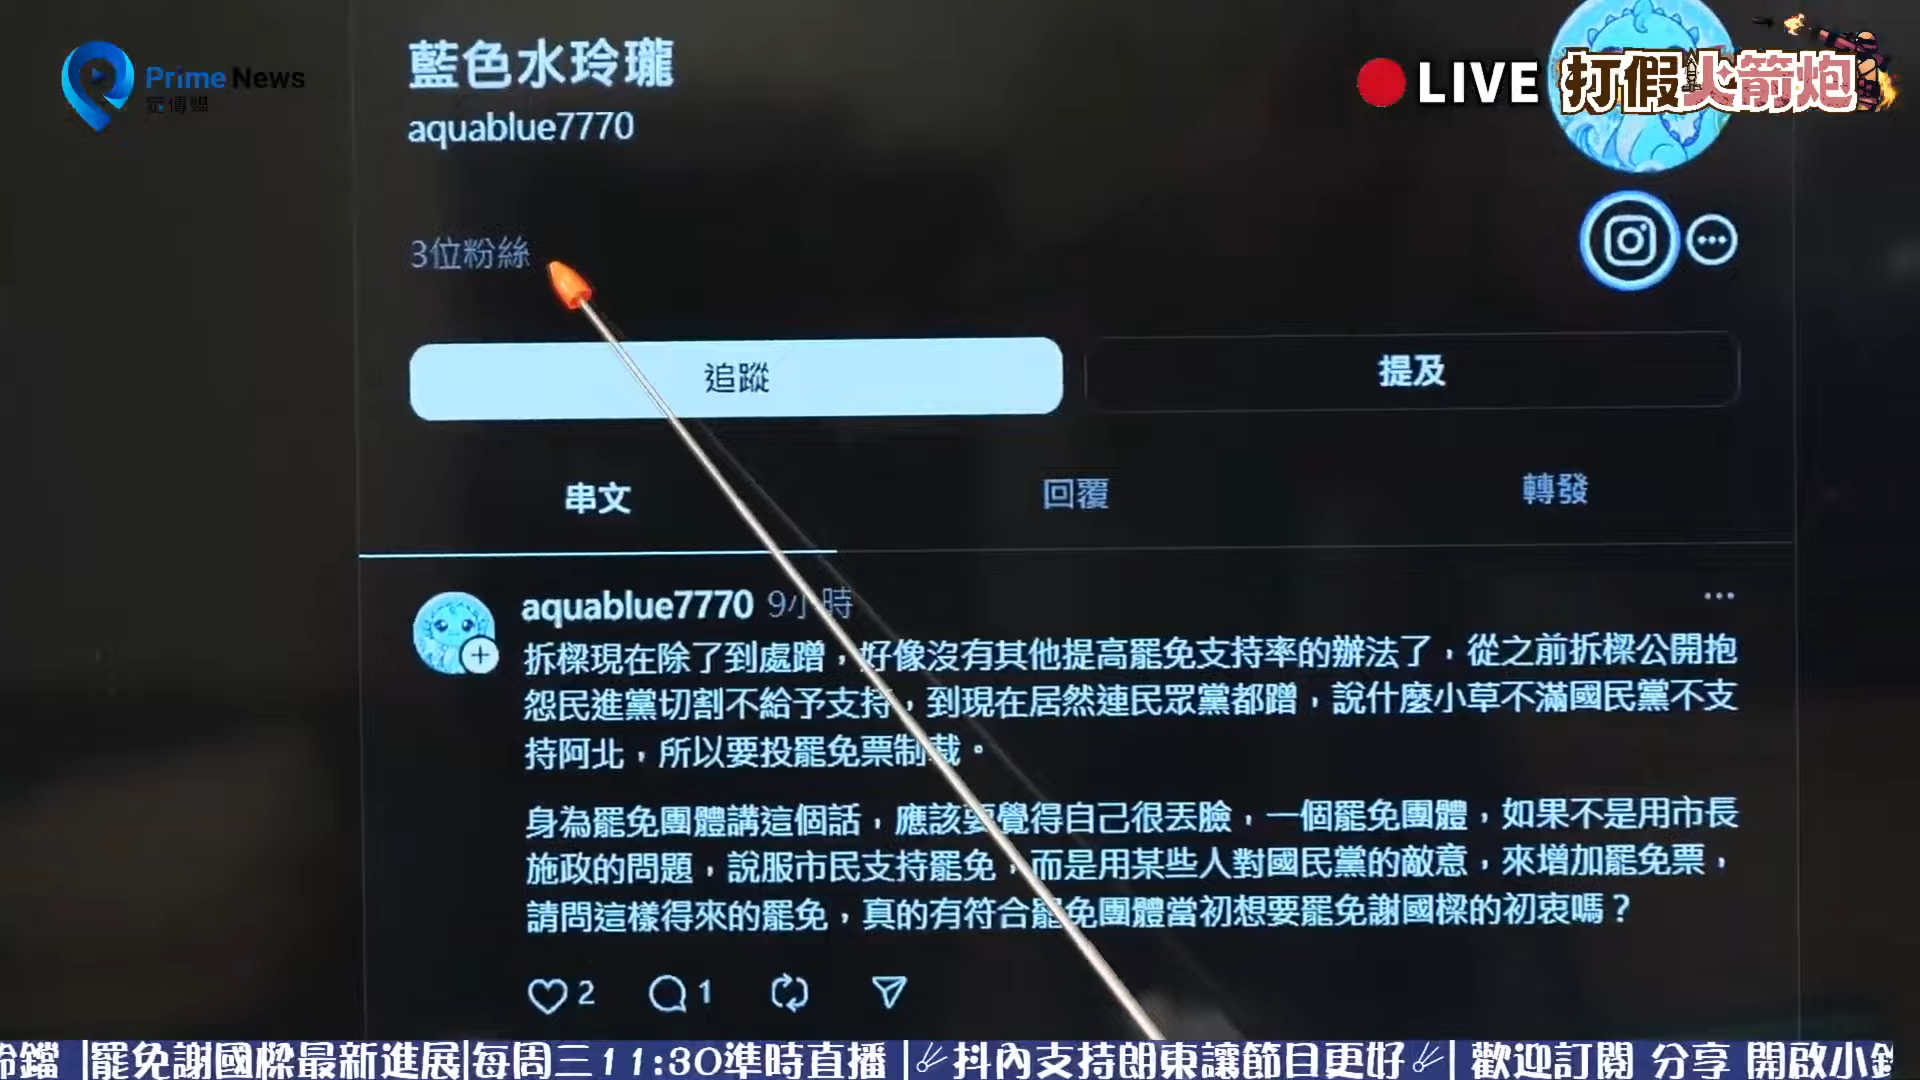 Prime News
匠傳媒
LIVE 打假火箭炮
藍色水玲瓏
aquablue7770
3位粉絲
追蹤
提及
串文
回覆
轉發
aquablue7770 9小時
拆樑現在除了到處蹭，好像沒有其他提高罷免支持率的辦法了，從之前拆樑公開抱
怨民進黨切割不給予支持，到現在居然連民眾黨都蹭，說什麼小草不滿國民黨不支
持阿北，所以要投罷免票制裁。
身為罷免團體講這個話，應該要覺得自己很丟臉，一個罷免團體，如果不是用市長
施政的問題，說服市民支持罷免，而是用某些人對國民黨的敵意，來增加罷免票，
請問這樣得來的罷免，真的有符合罷免團體當初想要罷免謝國樑的初衷嗎？
2 1
鐺 |罷免謝國樑最新進展|每周三11:30準時直播 |☄抖內支持朗東讓節目更好☄| 歡迎訂閱 分享 開啟小鈴